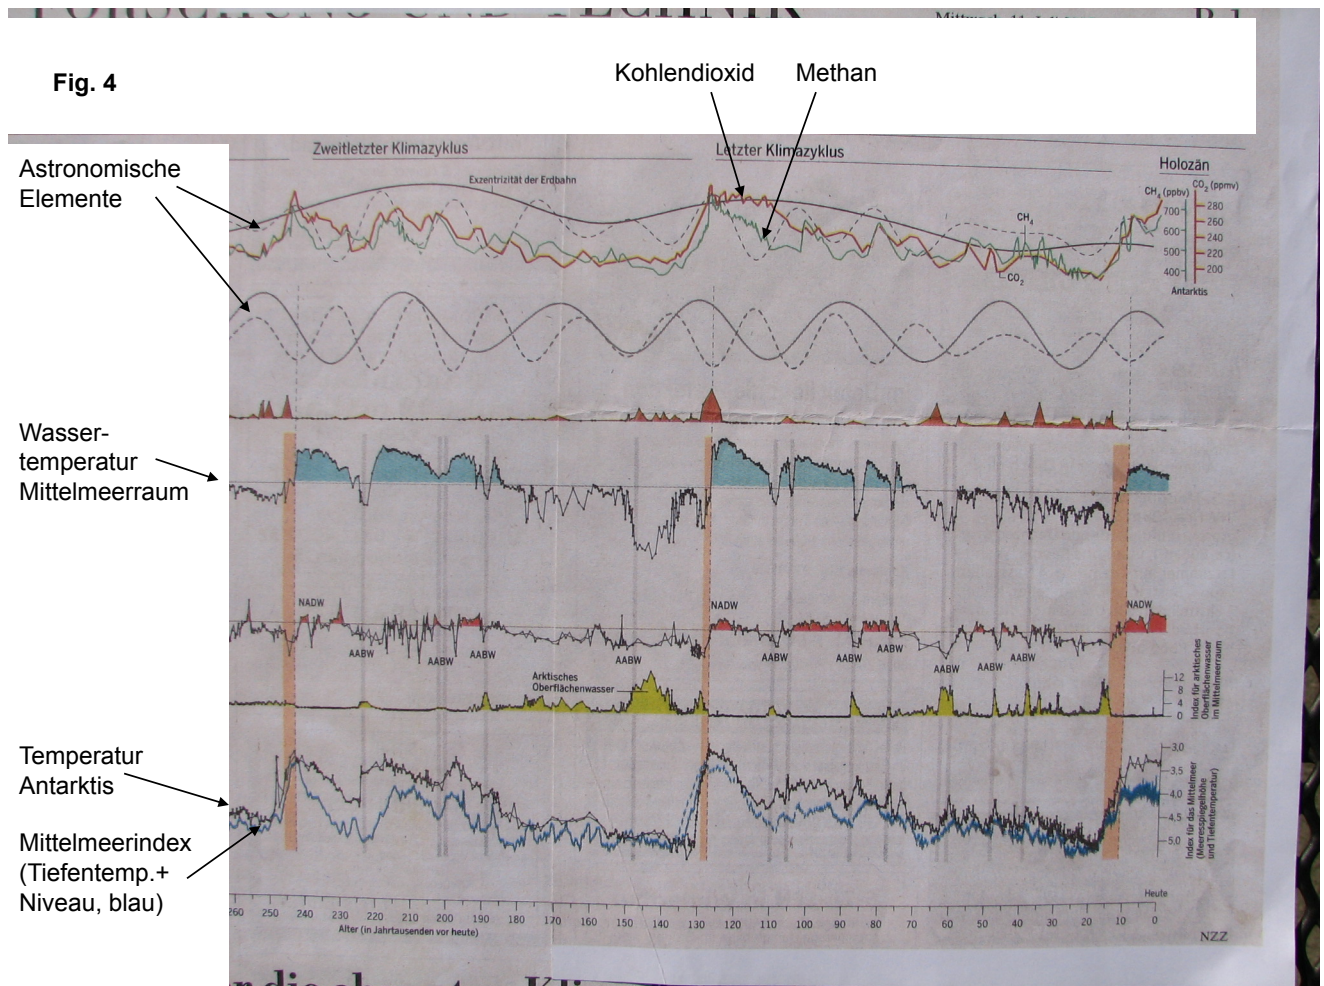 FORSCHUNG UND TECHNIK
Fig. 4
Kohlendioxid
Methan
Astronomische
Elemente
Zweitletzter Klimazyklus
Letzter Klimazyklus
Holozän
Exzentrizität der Erdbahn
CH₄ (ppbv)
CO₂ (ppmv)
CH₄
CO₂
700
600
500
400
280
260
240
220
200
Antarktis
Wasser-
temperatur
Mittelmeerraum
NADW
NADW
NADW
AABW
AABW
AABW
AABW
AABW
AABW
AABW
AABW
AABW
AABW
Arktisches
Oberflächenwasser
12
8
4
0
Index für arktisches
Oberflächenwasser
im Mittelmeerraum
Temperatur
Antarktis
Mittelmeerindex
(Tiefentemp.+
Niveau, blau)
3,0
3,5
4,0
4,5
5,0
Index für das Mittelmeer
(Meeresspiegelhöhe
und Tiefentemperatur)
Heute
260 250 240 230 220 210 200 190 180 170 160 150 140 130 120 110 100 90 80 70 60 50 40 30 20 10 0
Alter (in Jahrtausenden vor heute)
NZZ